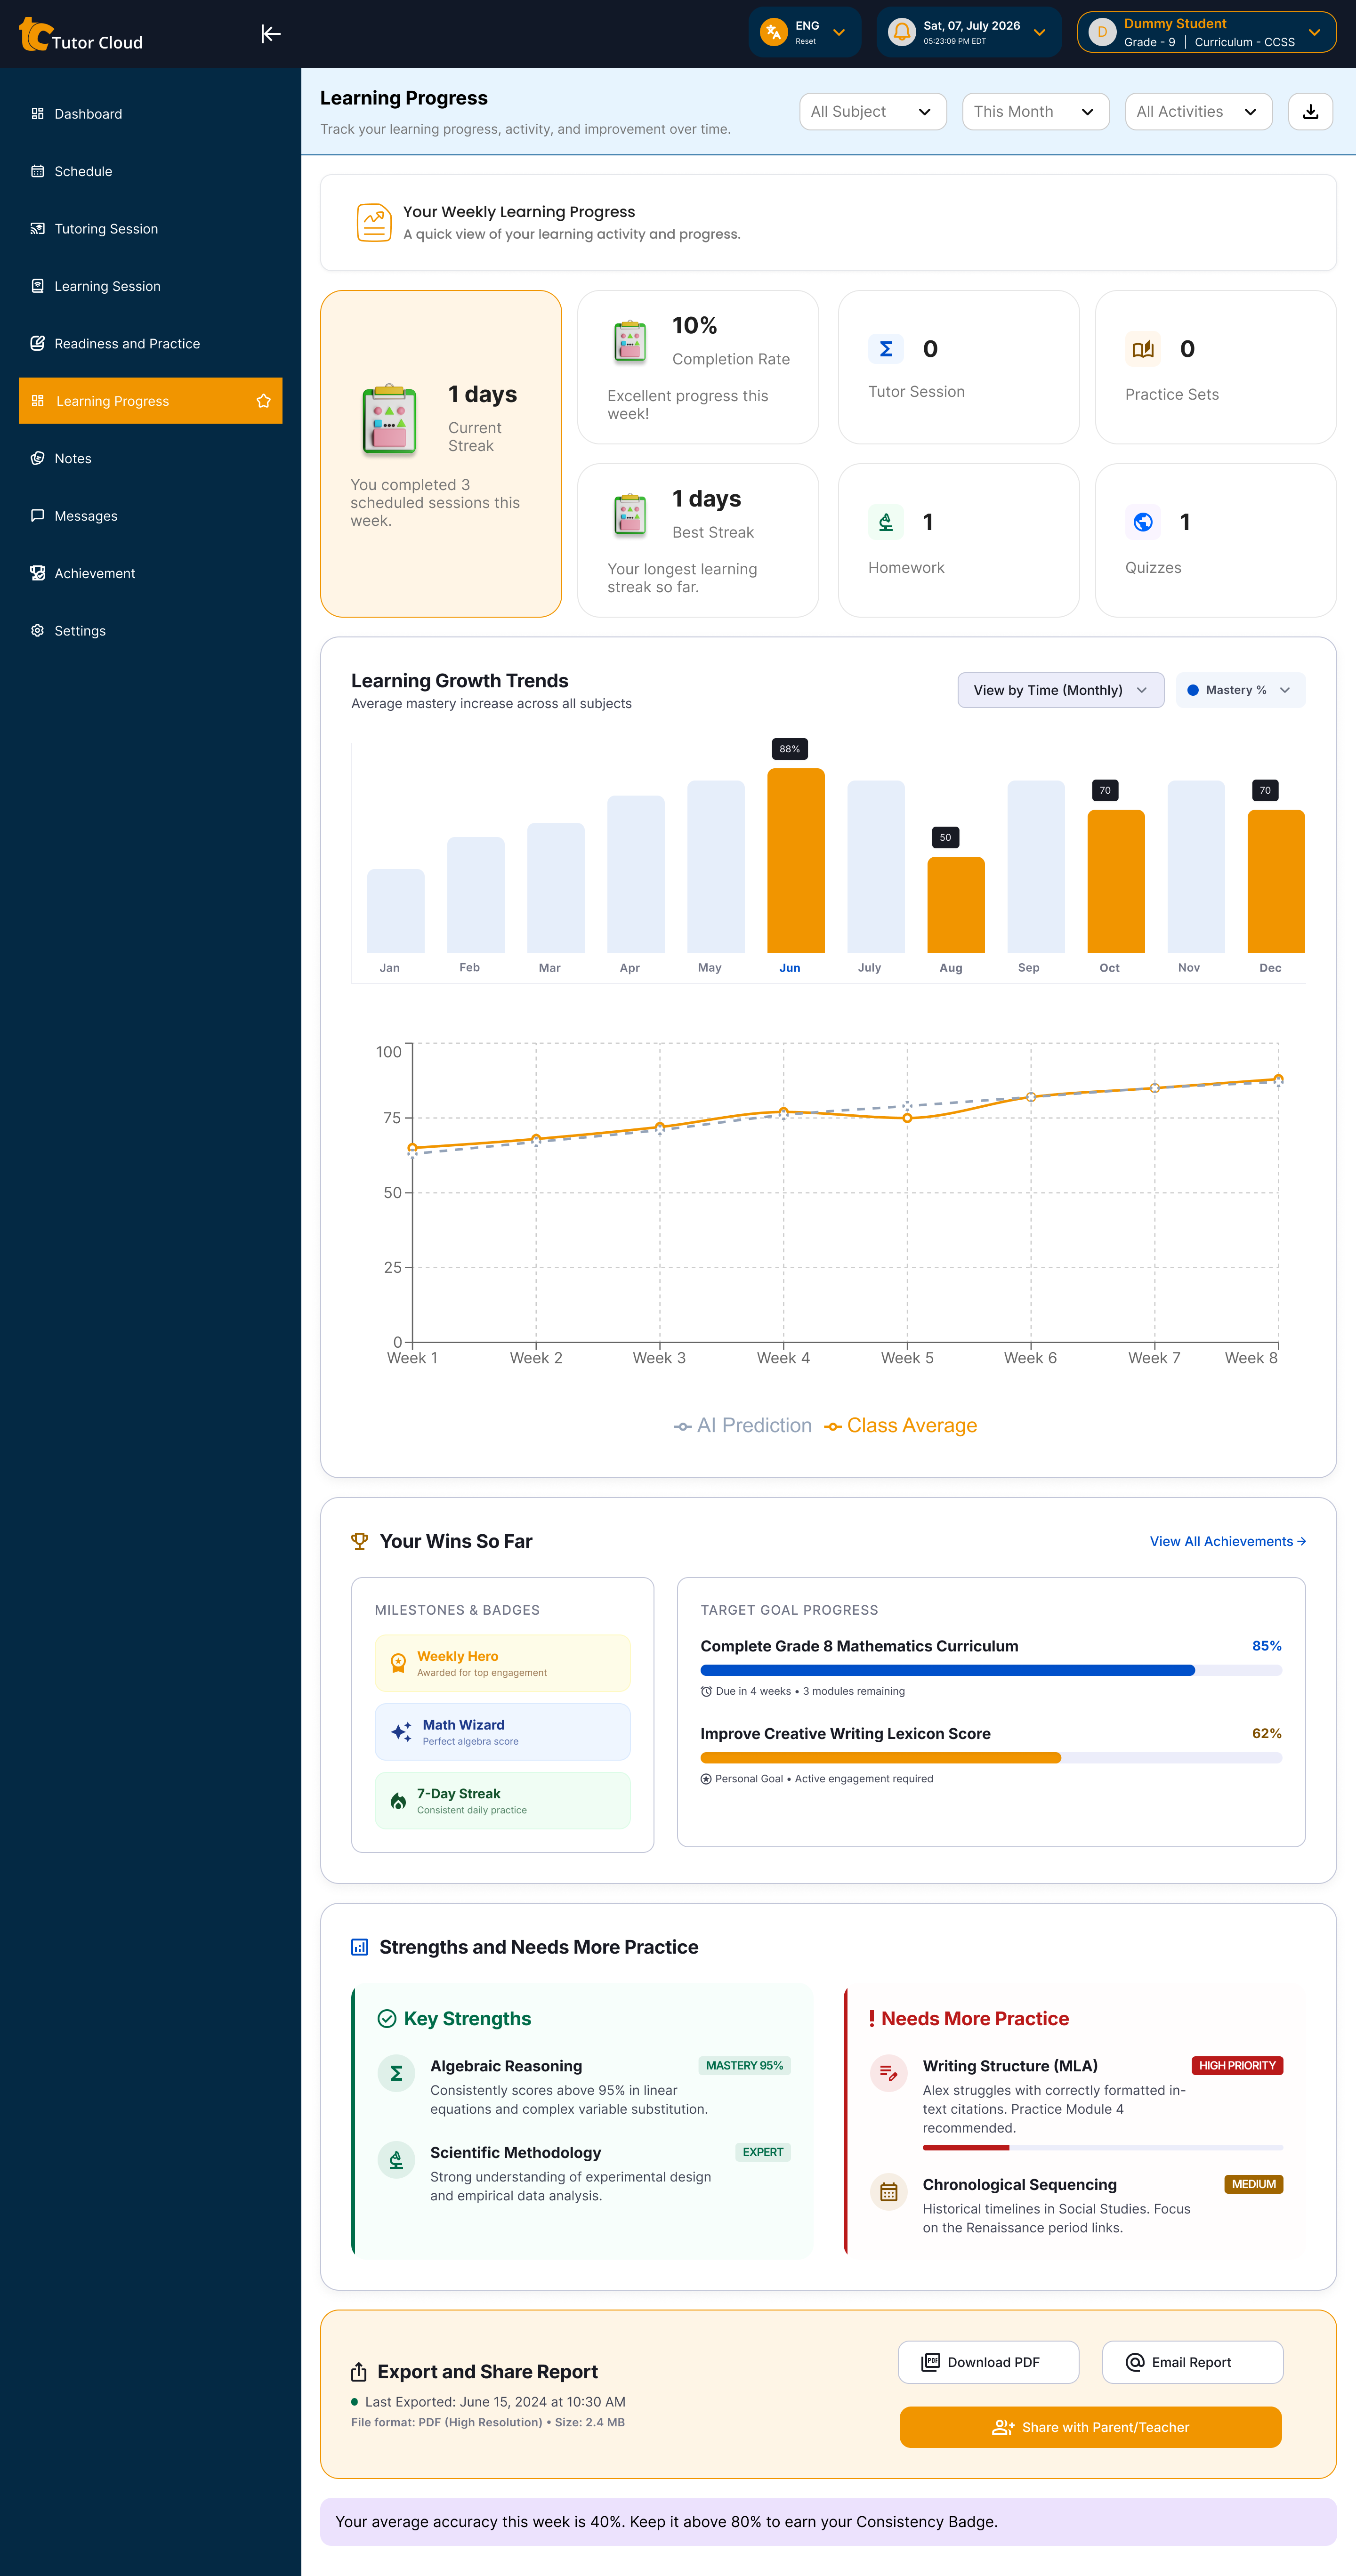 tc Tutor Cloud
ENG
Reset
Sat, 07, July 2026
05:23:09 PM EDT
D
Dummy Student
Grade - 9 | Curriculum - CCSS
Dashboard
Schedule
Tutoring Session
Learning Session
Readiness and Practice
Learning Progress
Notes
Messages
Achievement
Settings
Learning Progress
Track your learning progress, activity, and improvement over time.
All Subject
This Month
All Activities
Your Weekly Learning Progress
A quick view of your learning activity and progress.
1 days
Current
Streak
You completed 3
scheduled sessions this
week.
10%
Completion Rate
Excellent progress this
week!
0
Tutor Session
0
Practice Sets
1 days
Best Streak
Your longest learning
streak so far.
1
Homework
1
Quizzes
Learning Growth Trends
Average mastery increase across all subjects
View by Time (Monthly)
Mastery %
88%
50
70
70
Jan
Feb
Mar
Apr
May
Jun
July
Aug
Sep
Oct
Nov
Dec
100
75
50
25
0
Week 1
Week 2
Week 3
Week 4
Week 5
Week 6
Week 7
Week 8
AI Prediction
Class Average
Your Wins So Far
View All Achievements →
MILESTONES & BADGES
Weekly Hero
Awarded for top engagement
Math Wizard
Perfect algebra score
7-Day Streak
Consistent daily practice
TARGET GOAL PROGRESS
Complete Grade 8 Mathematics Curriculum
85%
Due in 4 weeks • 3 modules remaining
Improve Creative Writing Lexicon Score
62%
Personal Goal • Active engagement required
Strengths and Needs More Practice
Key Strengths
Algebraic Reasoning
MASTERY 95%
Consistently scores above 95% in linear
equations and complex variable substitution.
Scientific Methodology
EXPERT
Strong understanding of experimental design
and empirical data analysis.
! Needs More Practice
Writing Structure (MLA)
HIGH PRIORITY
Alex struggles with correctly formatted in-
text citations. Practice Module 4
recommended.
Chronological Sequencing
MEDIUM
Historical timelines in Social Studies. Focus
on the Renaissance period links.
Export and Share Report
Last Exported: June 15, 2024 at 10:30 AM
File format: PDF (High Resolution) • Size: 2.4 MB
PDF Download PDF
Email Report
Share with Parent/Teacher
Your average accuracy this week is 40%. Keep it above 80% to earn your Consistency Badge.